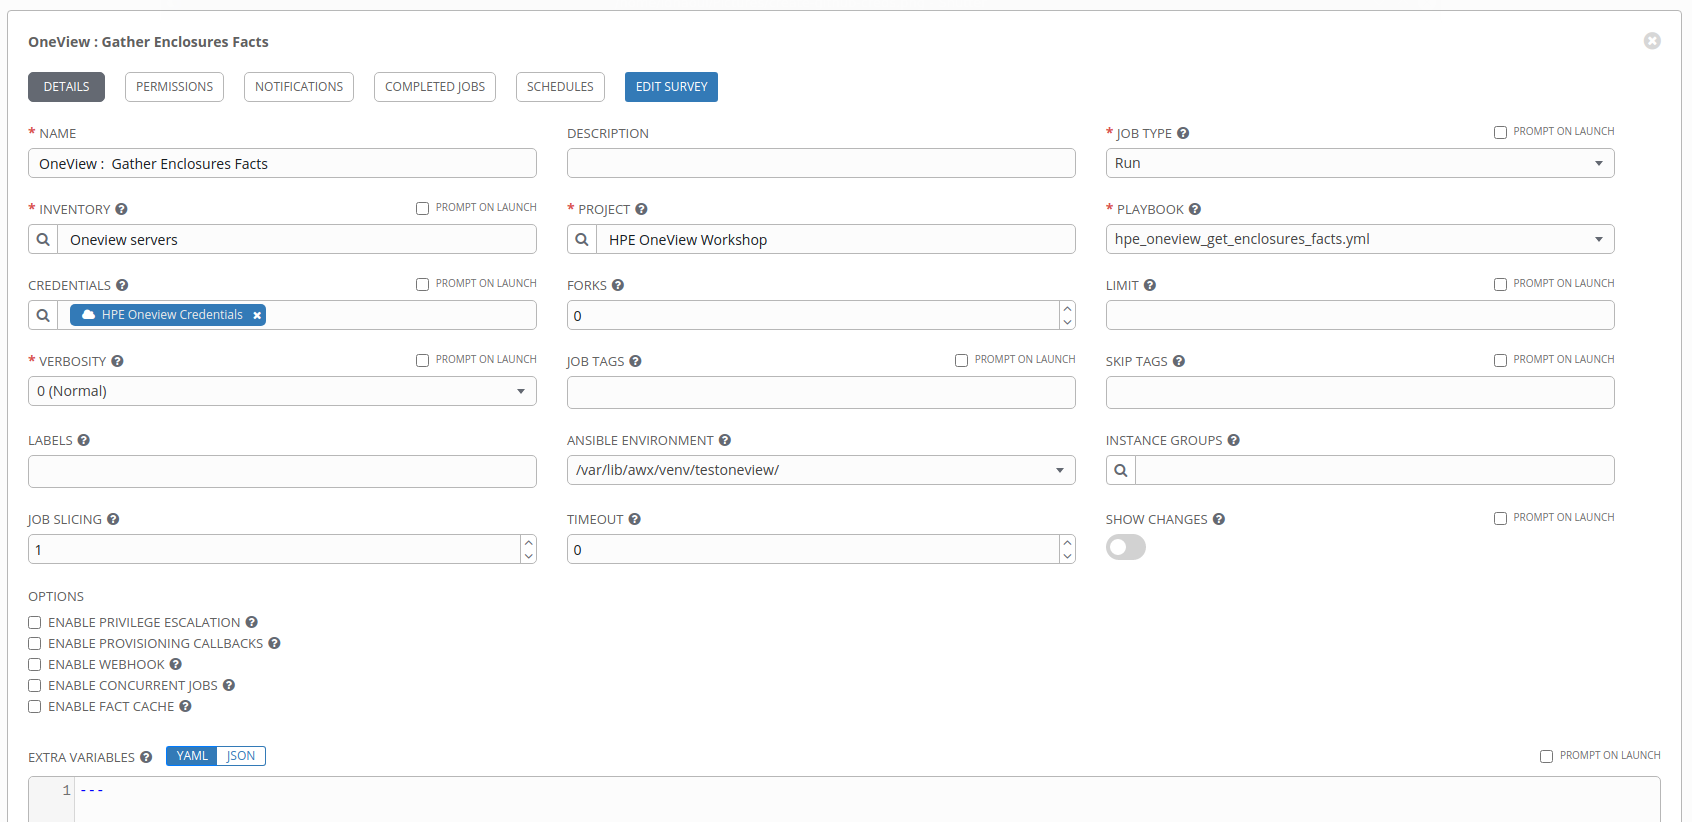 OneView : Gather Enclosures Facts
DETAILS PERMISSIONS NOTIFICATIONS COMPLETED JOBS SCHEDULES EDIT SURVEY
* NAME DESCRIPTION * JOB TYPE ? PROMPT ON LAUNCH
OneView :  Gather Enclosures Facts Run
* INVENTORY ? PROMPT ON LAUNCH * PROJECT ? * PLAYBOOK ?
Oneview servers HPE OneView Workshop hpe_oneview_get_enclosures_facts.yml
CREDENTIALS ? PROMPT ON LAUNCH FORKS ? LIMIT ? PROMPT ON LAUNCH
HPE Oneview Credentials × 0
* VERBOSITY ? PROMPT ON LAUNCH JOB TAGS ? PROMPT ON LAUNCH SKIP TAGS ? PROMPT ON LAUNCH
0 (Normal)
LABELS ? ANSIBLE ENVIRONMENT ? INSTANCE GROUPS ?
/var/lib/awx/venv/testoneview/
JOB SLICING ? TIMEOUT ? SHOW CHANGES ? PROMPT ON LAUNCH
1 0
OPTIONS
ENABLE PRIVILEGE ESCALATION ?
ENABLE PROVISIONING CALLBACKS ?
ENABLE WEBHOOK ?
ENABLE CONCURRENT JOBS ?
ENABLE FACT CACHE ?
EXTRA VARIABLES ? YAML JSON PROMPT ON LAUNCH
1 ---